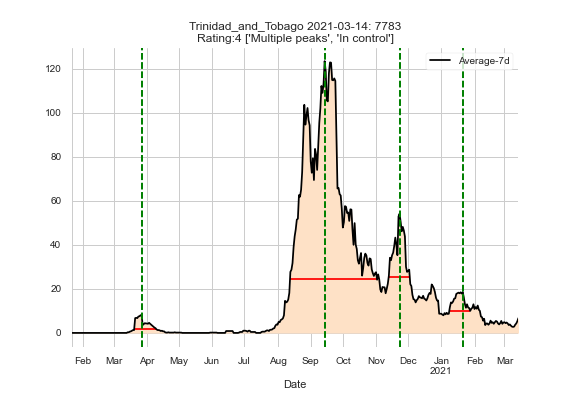 Trinidad_and_Tobago 2021-03-14: 7783
Rating:4 ['Multiple peaks', 'In control']
Average-7d
120
100
80
60
40
20
0
Feb Mar Apr May Jun Jul Aug Sep Oct Nov Dec Jan Feb Mar
2021
Date